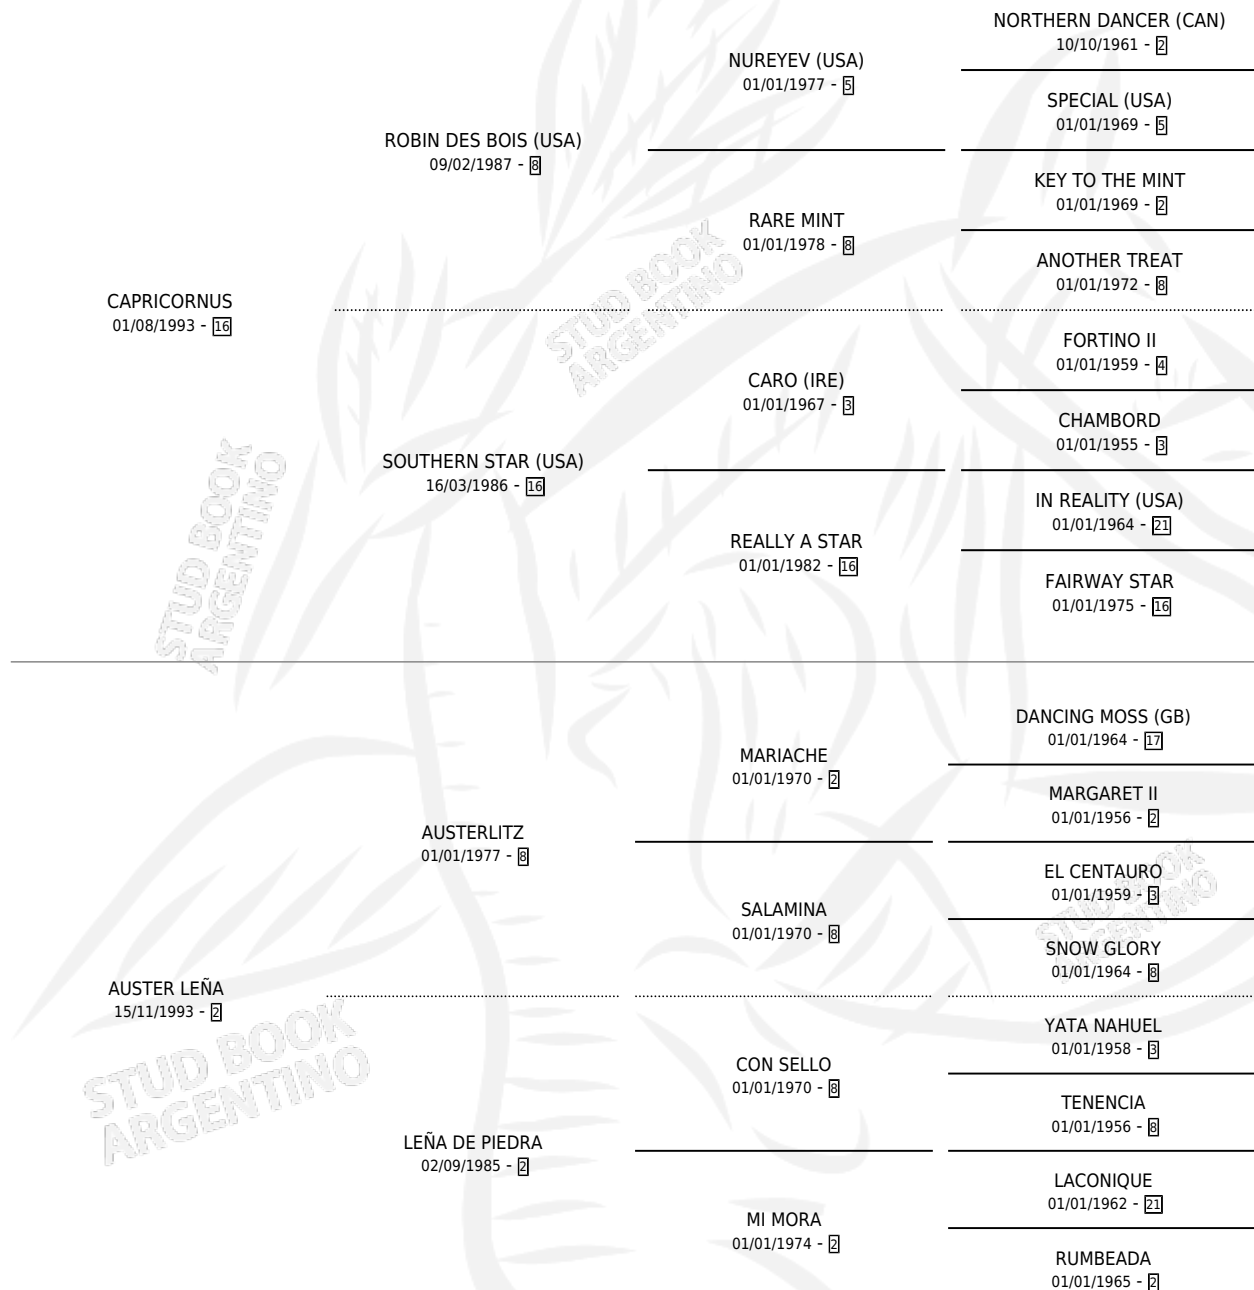 NORTHERN DANCER (CAN)
10/10/1961 - 2
NUREYEV (USA)
01/01/1977 - 5
SPECIAL (USA)
01/01/1969 - 5
ROBIN DES BOIS (USA)
09/02/1987 - 8
KEY TO THE MINT
01/01/1969 - 2
RARE MINT
01/01/1978 - 8
ANOTHER TREAT
01/01/1972 - 8
CAPRICORNUS
01/08/1993 - 16
FORTINO II
01/01/1959 - 4
CARO (IRE)
01/01/1967 - 3
CHAMBORD
01/01/1955 - 3
SOUTHERN STAR (USA)
16/03/1986 - 16
IN REALITY (USA)
01/01/1964 - 21
REALLY A STAR
01/01/1982 - 16
FAIRWAY STAR
01/01/1975 - 16
DANCING MOSS (GB)
01/01/1964 - 17
MARIACHE
01/01/1970 - 2
MARGARET II
01/01/1956 - 2
AUSTERLITZ
01/01/1977 - 8
EL CENTAURO
01/01/1959 - 3
SALAMINA
01/01/1970 - 8
SNOW GLORY
01/01/1964 - 8
AUSTER LEÑA
15/11/1993 - 2
YATA NAHUEL
01/01/1958 - 3
CON SELLO
01/01/1970 - 8
TENENCIA
01/01/1956 - 8
LEÑA DE PIEDRA
02/09/1985 - 2
LACONIQUE
01/01/1962 - 21
MI MORA
01/01/1974 - 2
RUMBEADA
01/01/1965 - 2
STUD BOOK
ARGENTINO
STUD BOOK
ARGENTINO
STUD BOOK
ARGENTINO
STUD BOOK
ARGENTINO